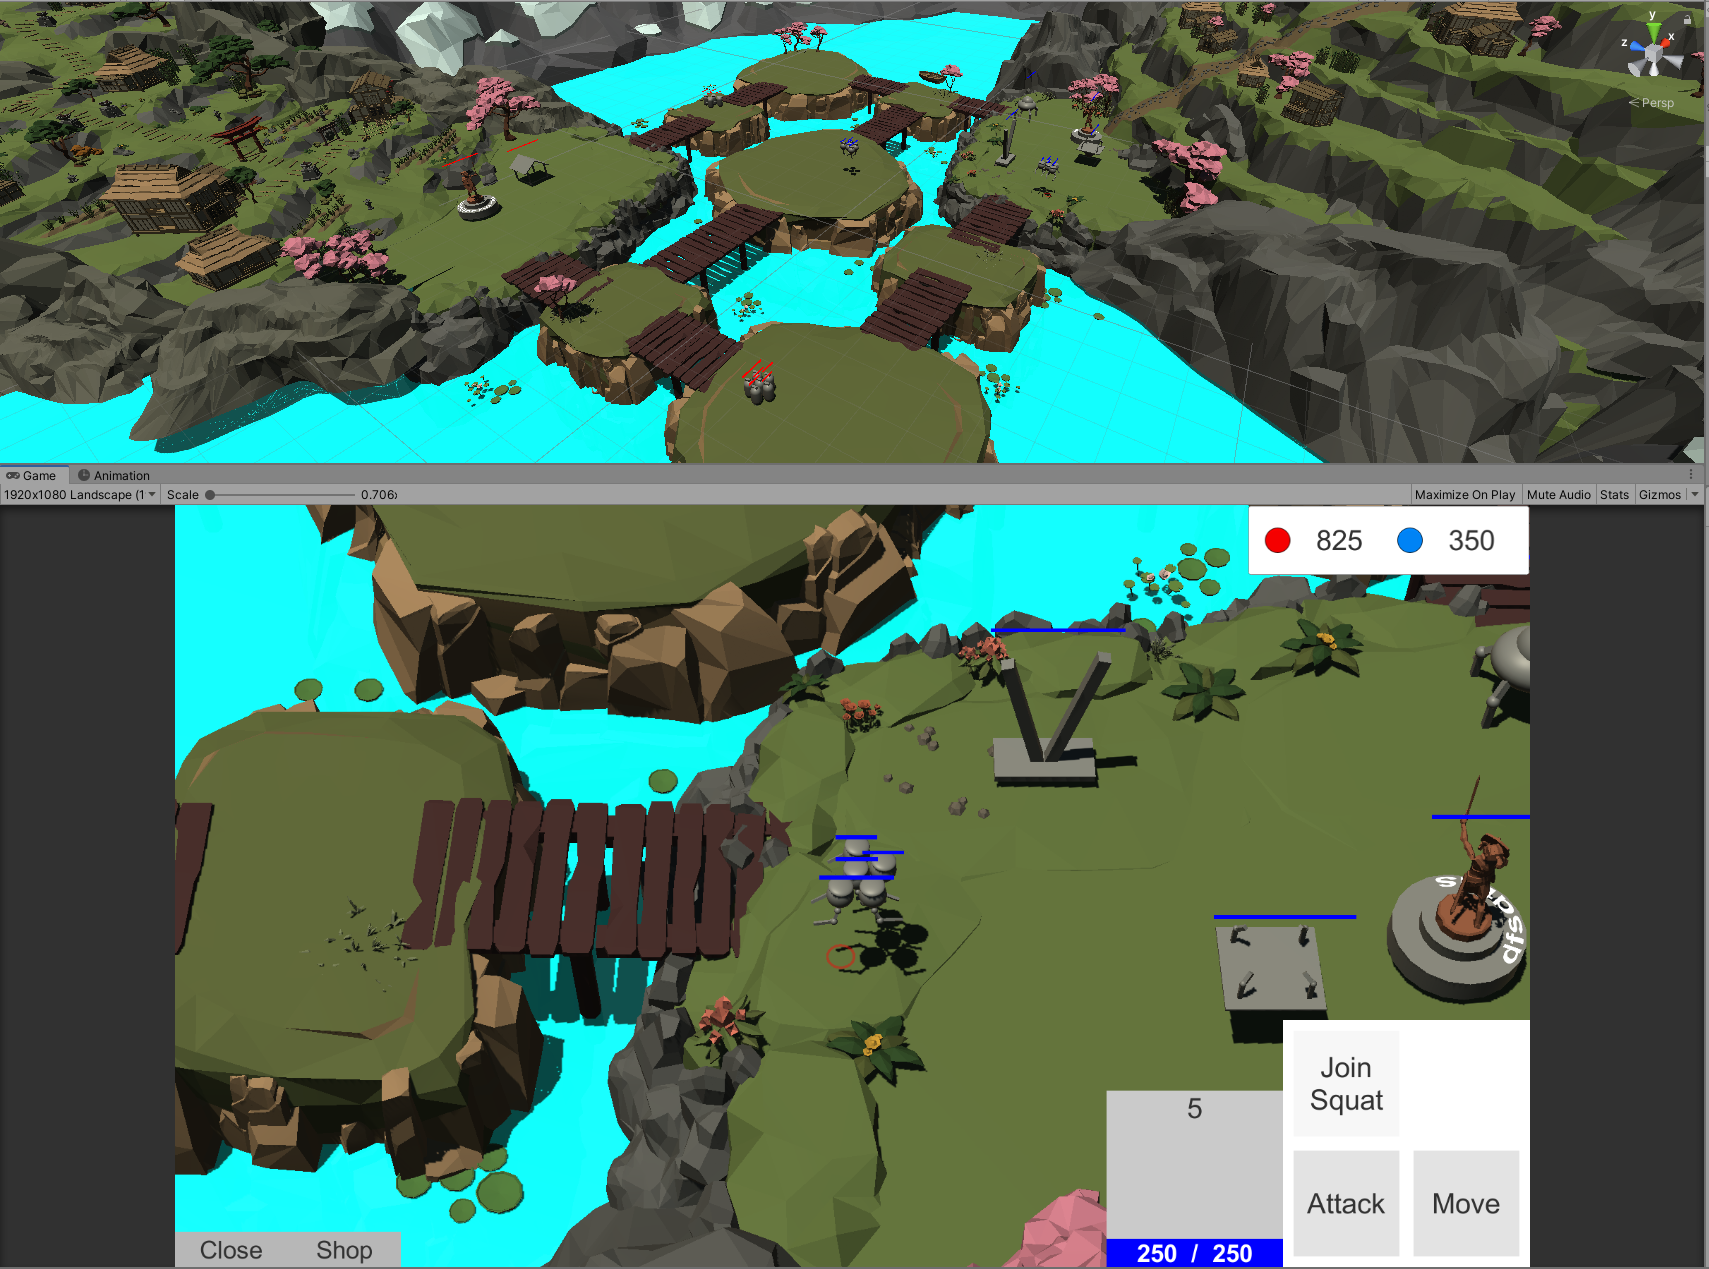 y
z
x
Persp
Game
Animation
1920x1080 Landscape (1
Scale
0.706
Maximize On Play
Mute Audio
Stats
Gizmos
825
350
5
Join
Squat
Attack
Move
250 / 250
Close
Shop